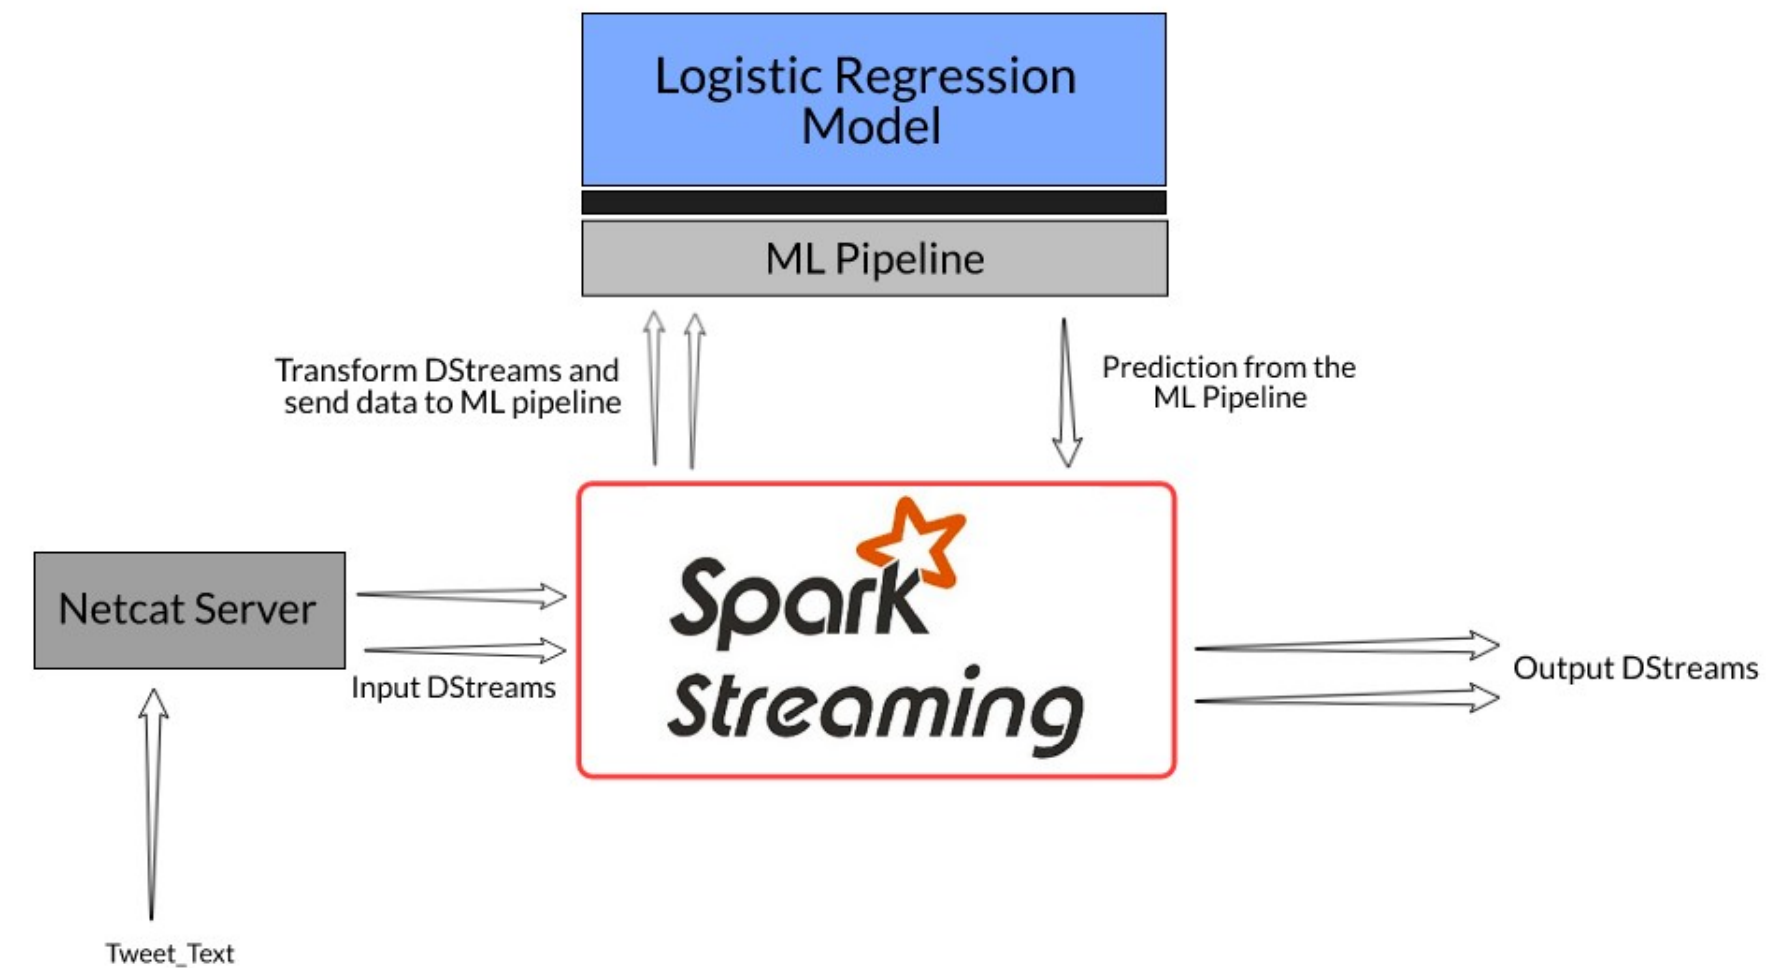 Logistic Regression
Model
ML Pipeline
Transform DStreams and
send data to ML pipeline
Prediction from the
ML Pipeline
Spark
Streaming
Netcat Server
Input DStreams
Output DStreams
Tweet_Text